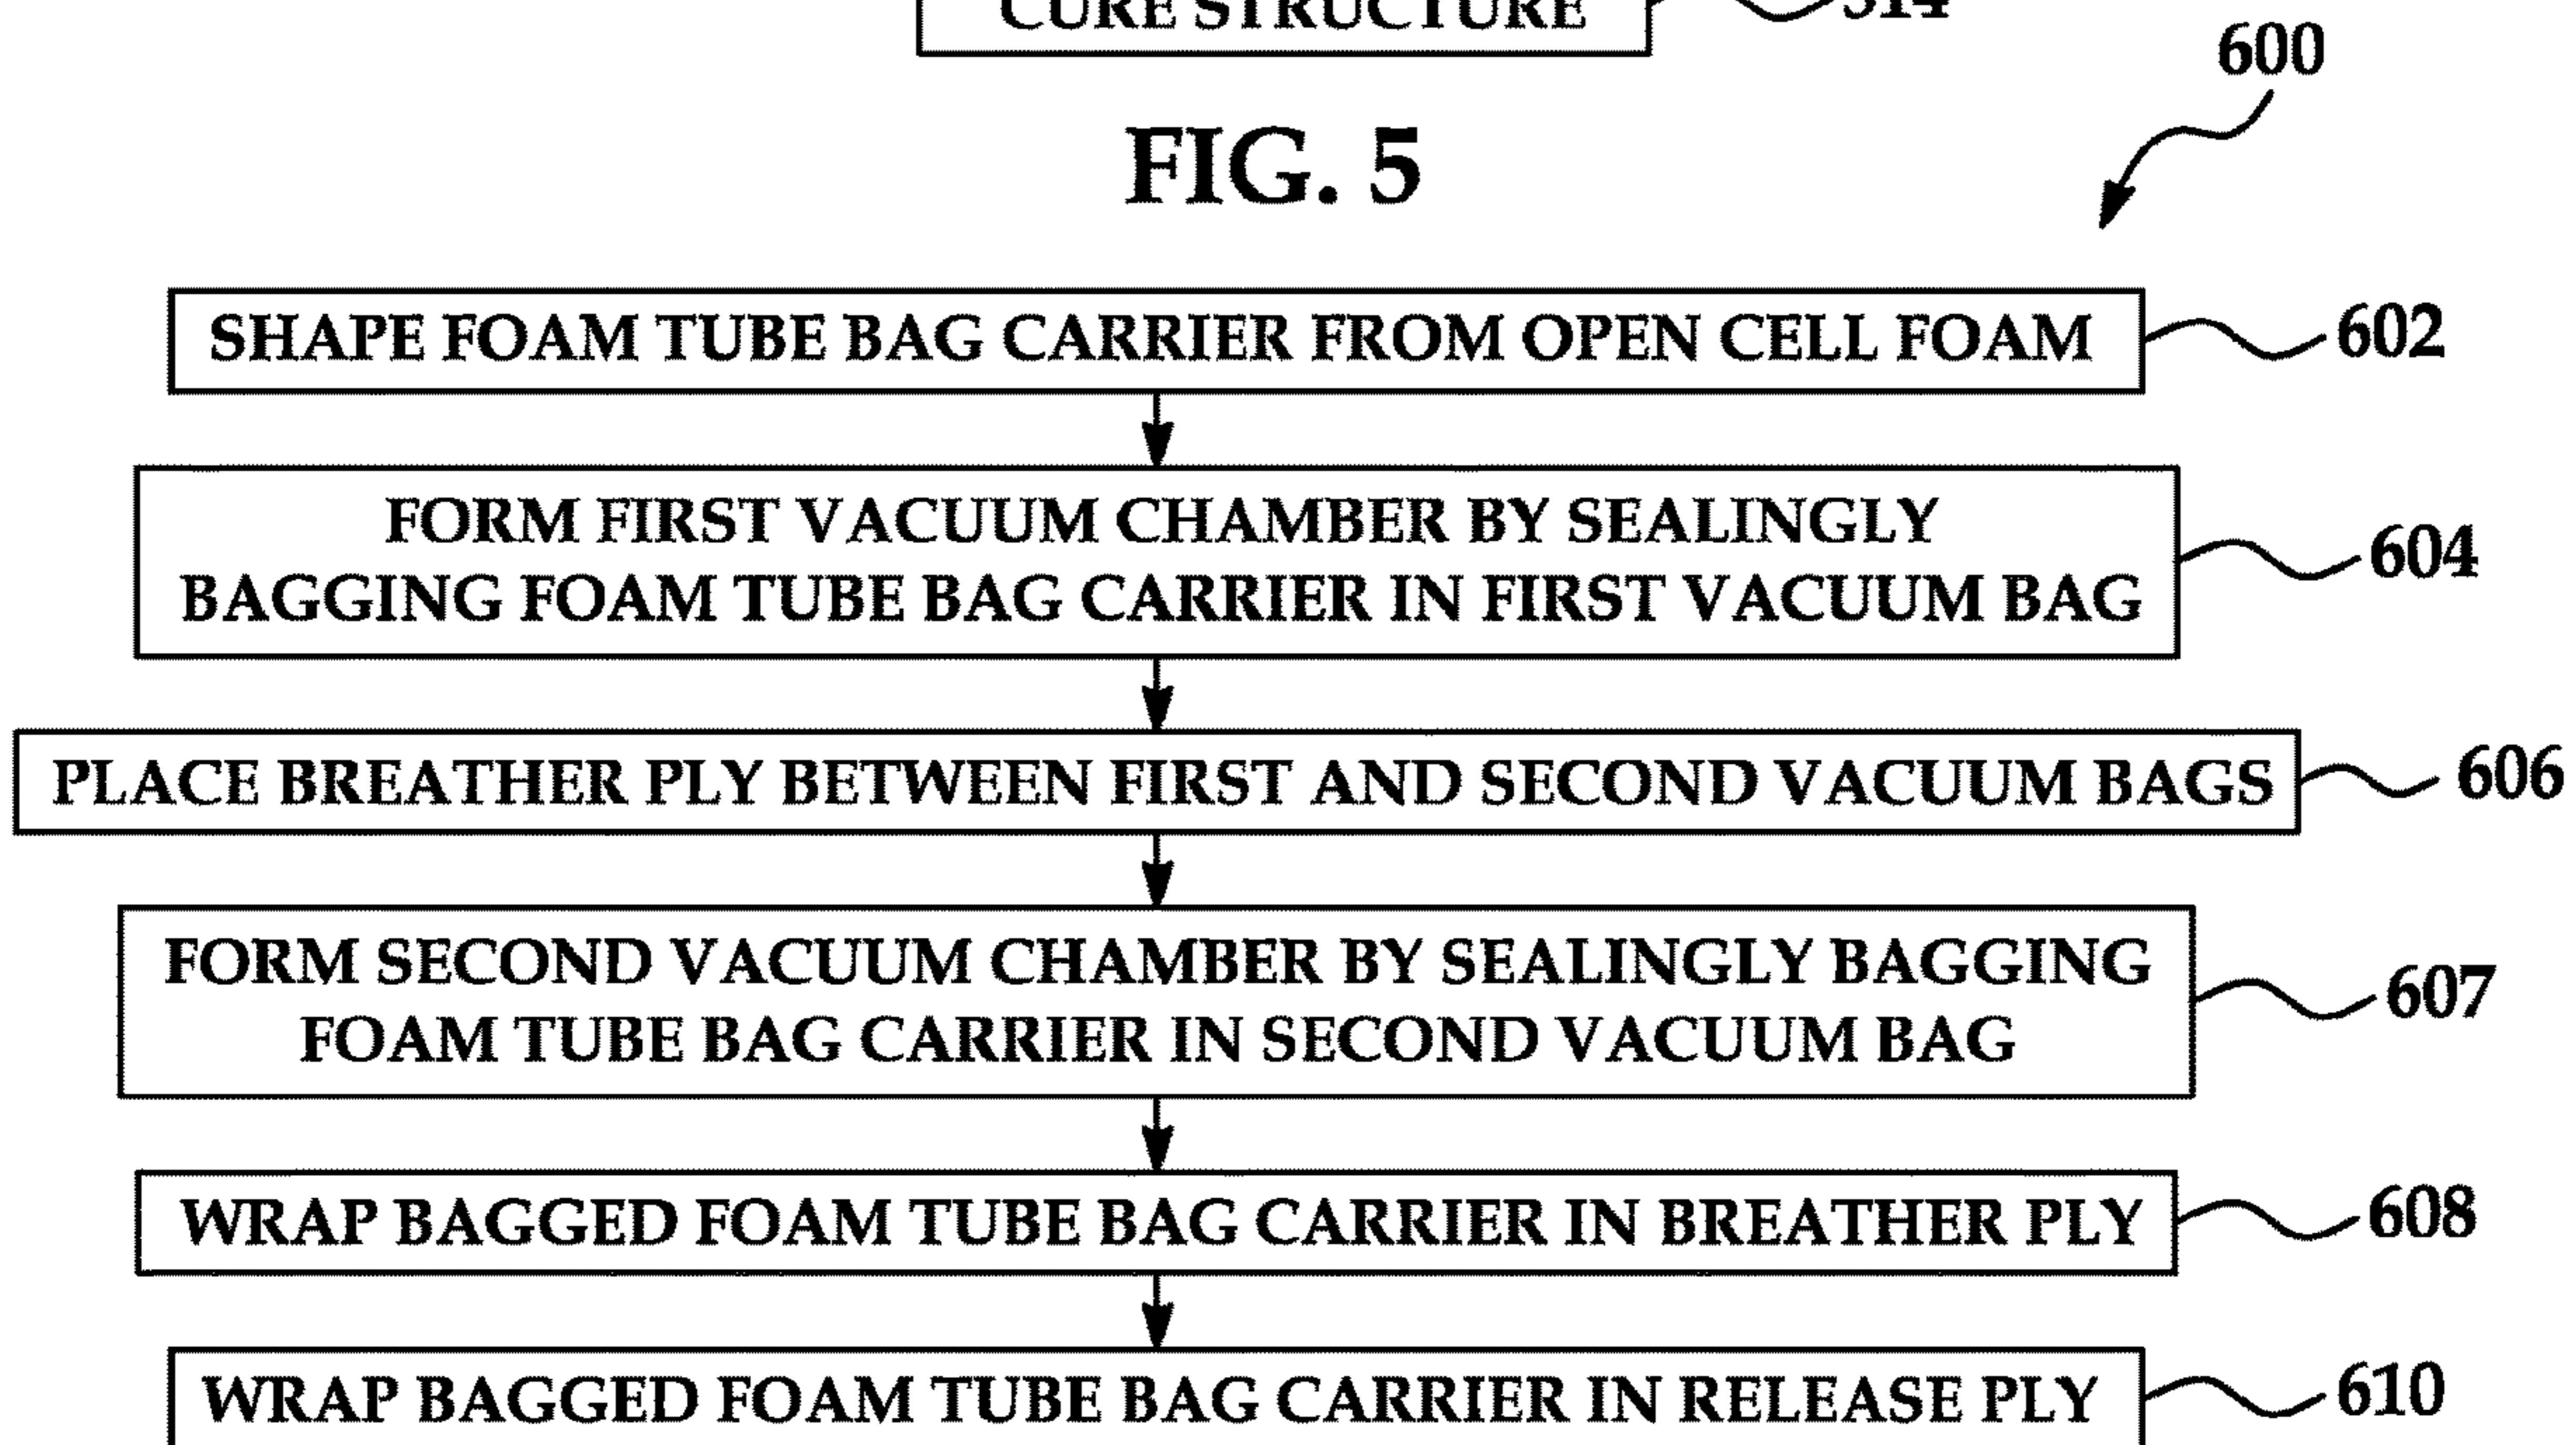 CURE STRUCTURE
514
600
FIG. 5
SHAPE FOAM TUBE BAG CARRIER FROM OPEN CELL FOAM
602
FORM FIRST VACUUM CHAMBER BY SEALINGLY
BAGGING FOAM TUBE BAG CARRIER IN FIRST VACUUM BAG
604
PLACE BREATHER PLY BETWEEN FIRST AND SECOND VACUUM BAGS
606
FORM SECOND VACUUM CHAMBER BY SEALINGLY BAGGING
FOAM TUBE BAG CARRIER IN SECOND VACUUM BAG
607
WRAP BAGGED FOAM TUBE BAG CARRIER IN BREATHER PLY
608
WRAP BAGGED FOAM TUBE BAG CARRIER IN RELEASE PLY
610